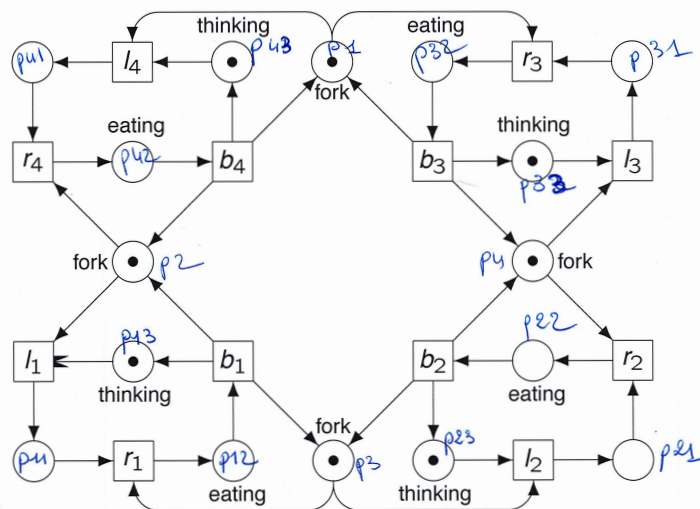 thinking
eating
p41
l4
p43
p1
p32
r3
p31
fork
eating
thinking
r4
p42
b4
b3
p33
l3
fork
p2
p4
fork
p13
p22
l1
b1
b2
r2
thinking
eating
fork
p11
r1
p12
p3
p23
l2
p21
eating
thinking